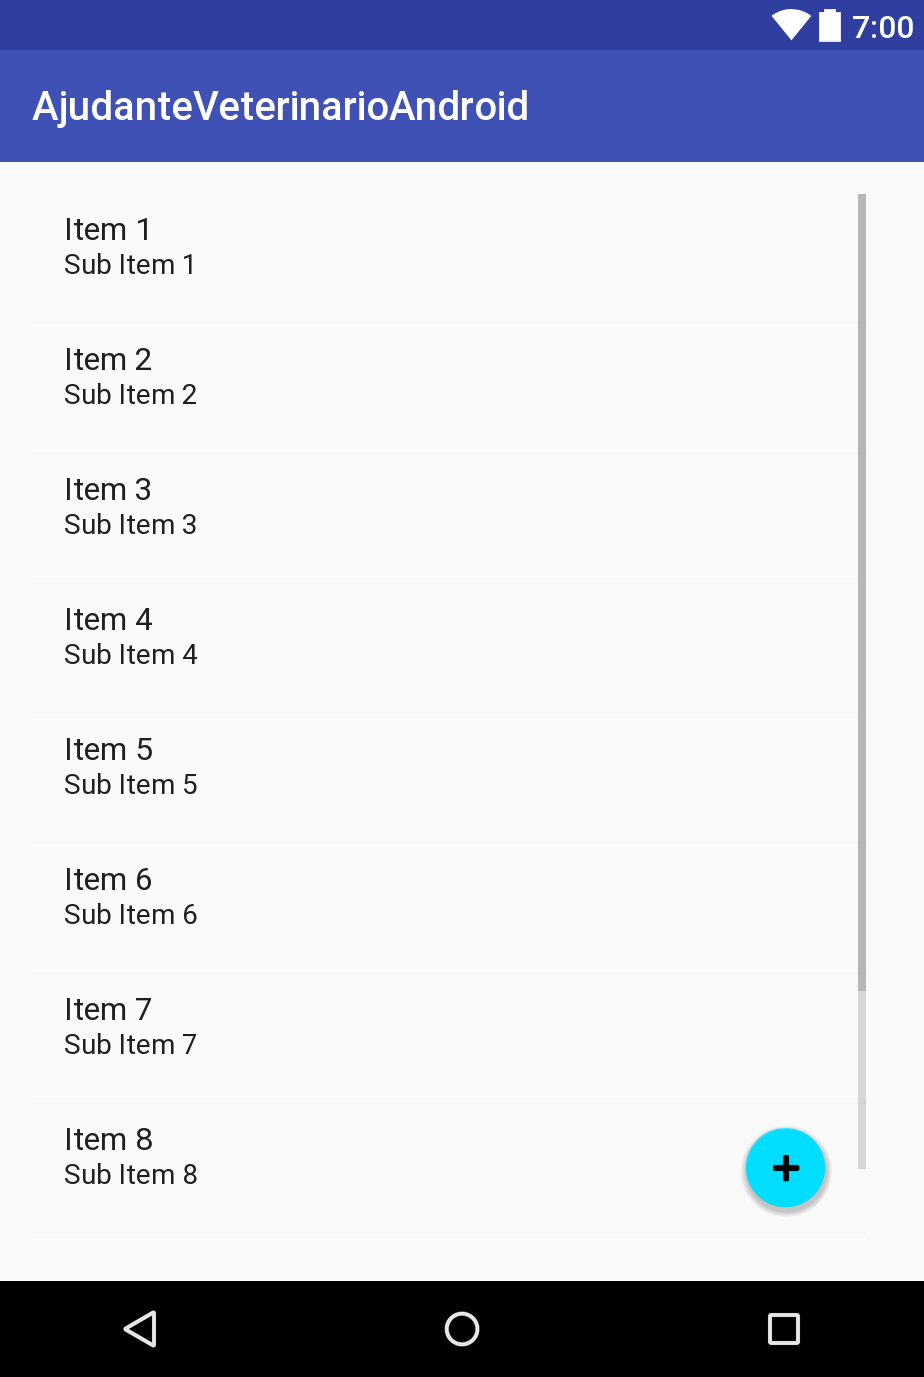 7:00
AjudanteVeterinarioAndroid
Item 1
Sub Item 1
Item 2
Sub Item 2
Item 3
Sub Item 3
Item 4
Sub Item 4
Item 5
Sub Item 5
Item 6
Sub Item 6
Item 7
Sub Item 7
Item 8
Sub Item 8